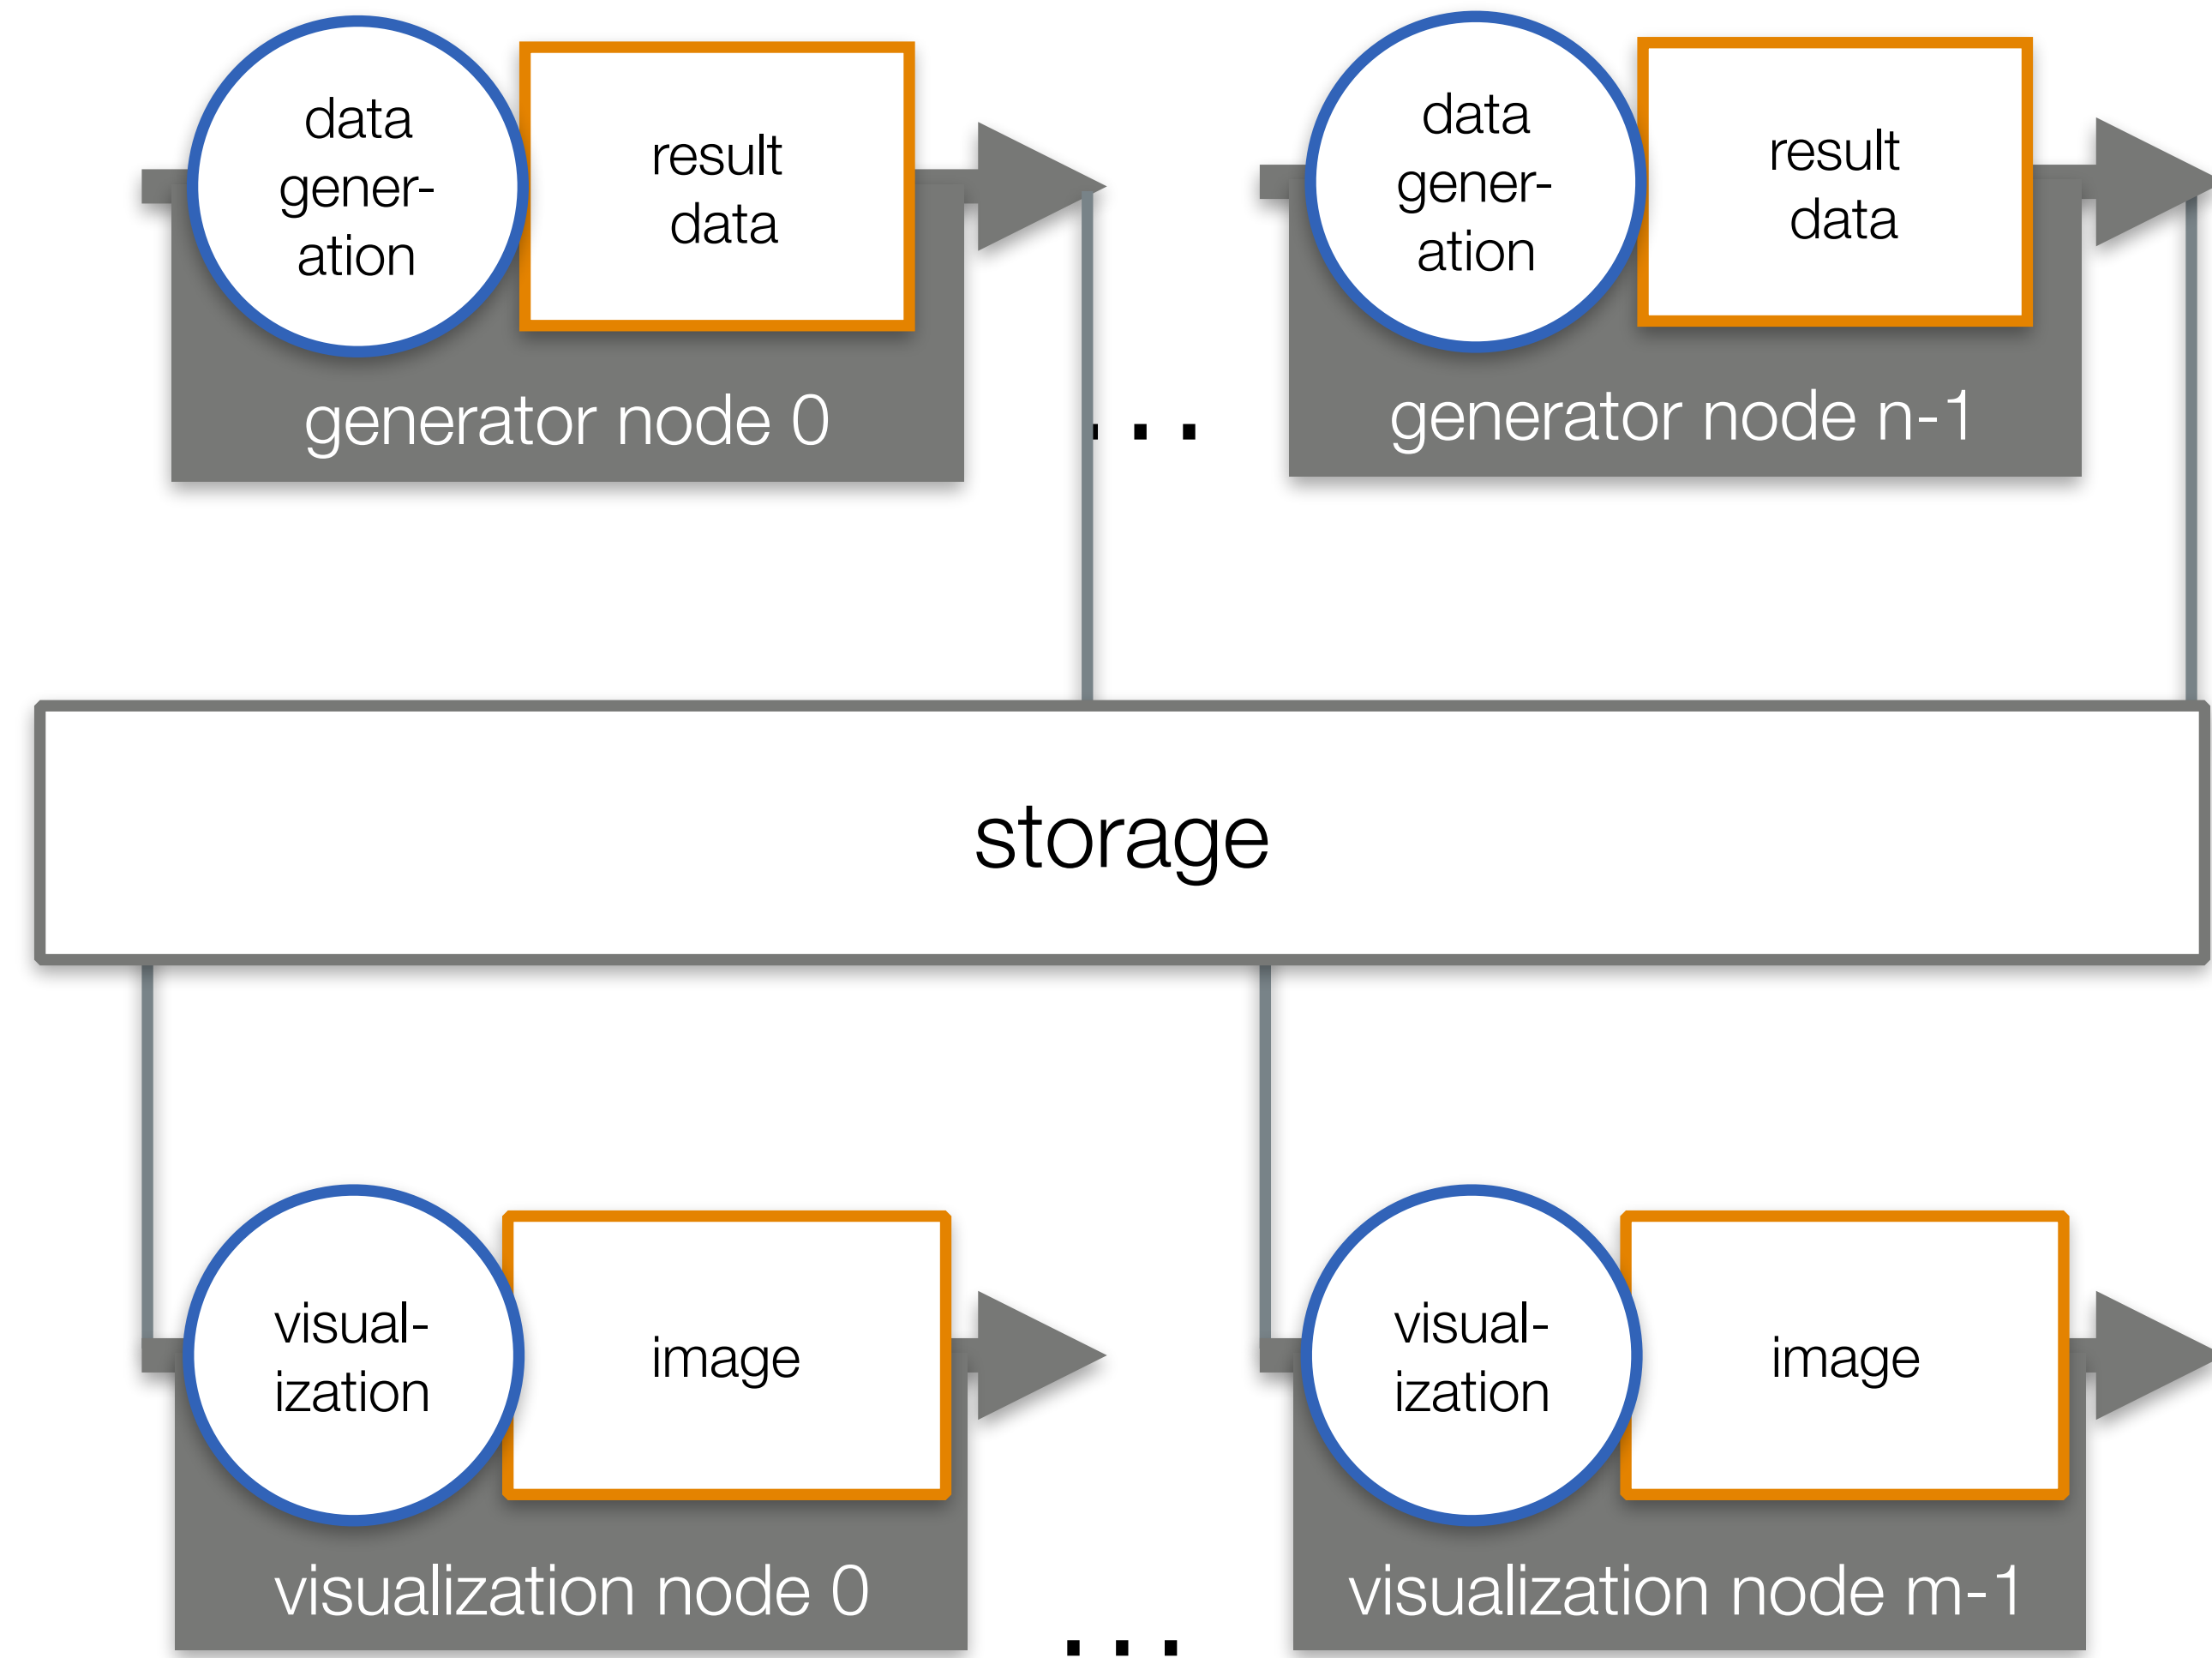 data
gener-
ation
result
data
generator node 0
...
data
gener-
ation
result
data
generator node n-1
storage
visual-
ization
image
visualization node 0
...
visual-
ization
image
visualization node m-1